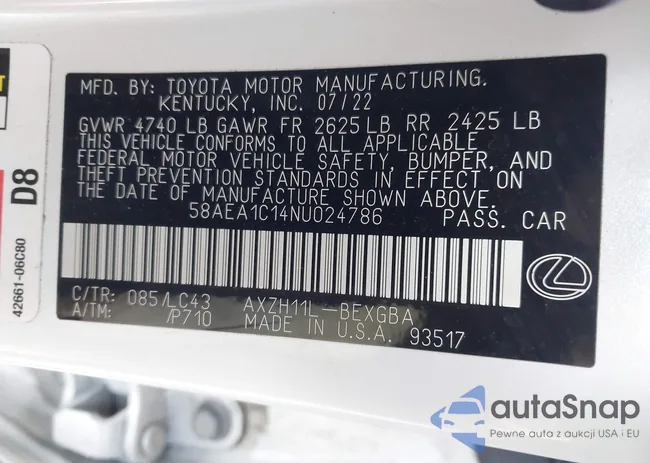 MFD. BY: TOYOTA MOTOR MANUFACTURING.
KENTUCKY, INC. 07/22
GVWR 4740 LB GAWR FR 2625 LB RR 2425 LB
THIS VEHICLE CONFORMS TO ALL APPLICABLE
FEDERAL MOTOR VEHICLE SAFETY, BUMPER, AND
THEFT PREVENTION STANDARDS IN EFFECT ON
THE DATE OF MANUFACTURE SHOWN ABOVE.
58AEA1C14NU024786 PASS. CAR
C/TR: 085/LC43 AXZH11L-BEXGBA
A/TM: /P710 MADE IN U.S.A. 93517
D8
42661-06C80
autaSnap
Pewne auta z aukcji USA i EU